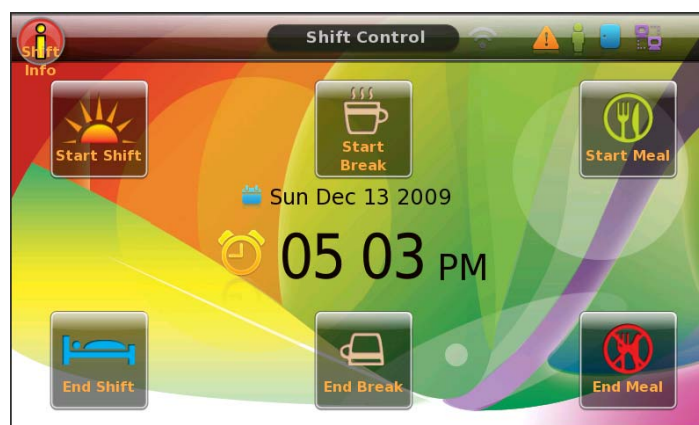 Shift Control
Shift
Info
Start Shift
Start
Break
Start Meal
Sun Dec 13 2009
05 03 PM
End Shift
End Break
End Meal